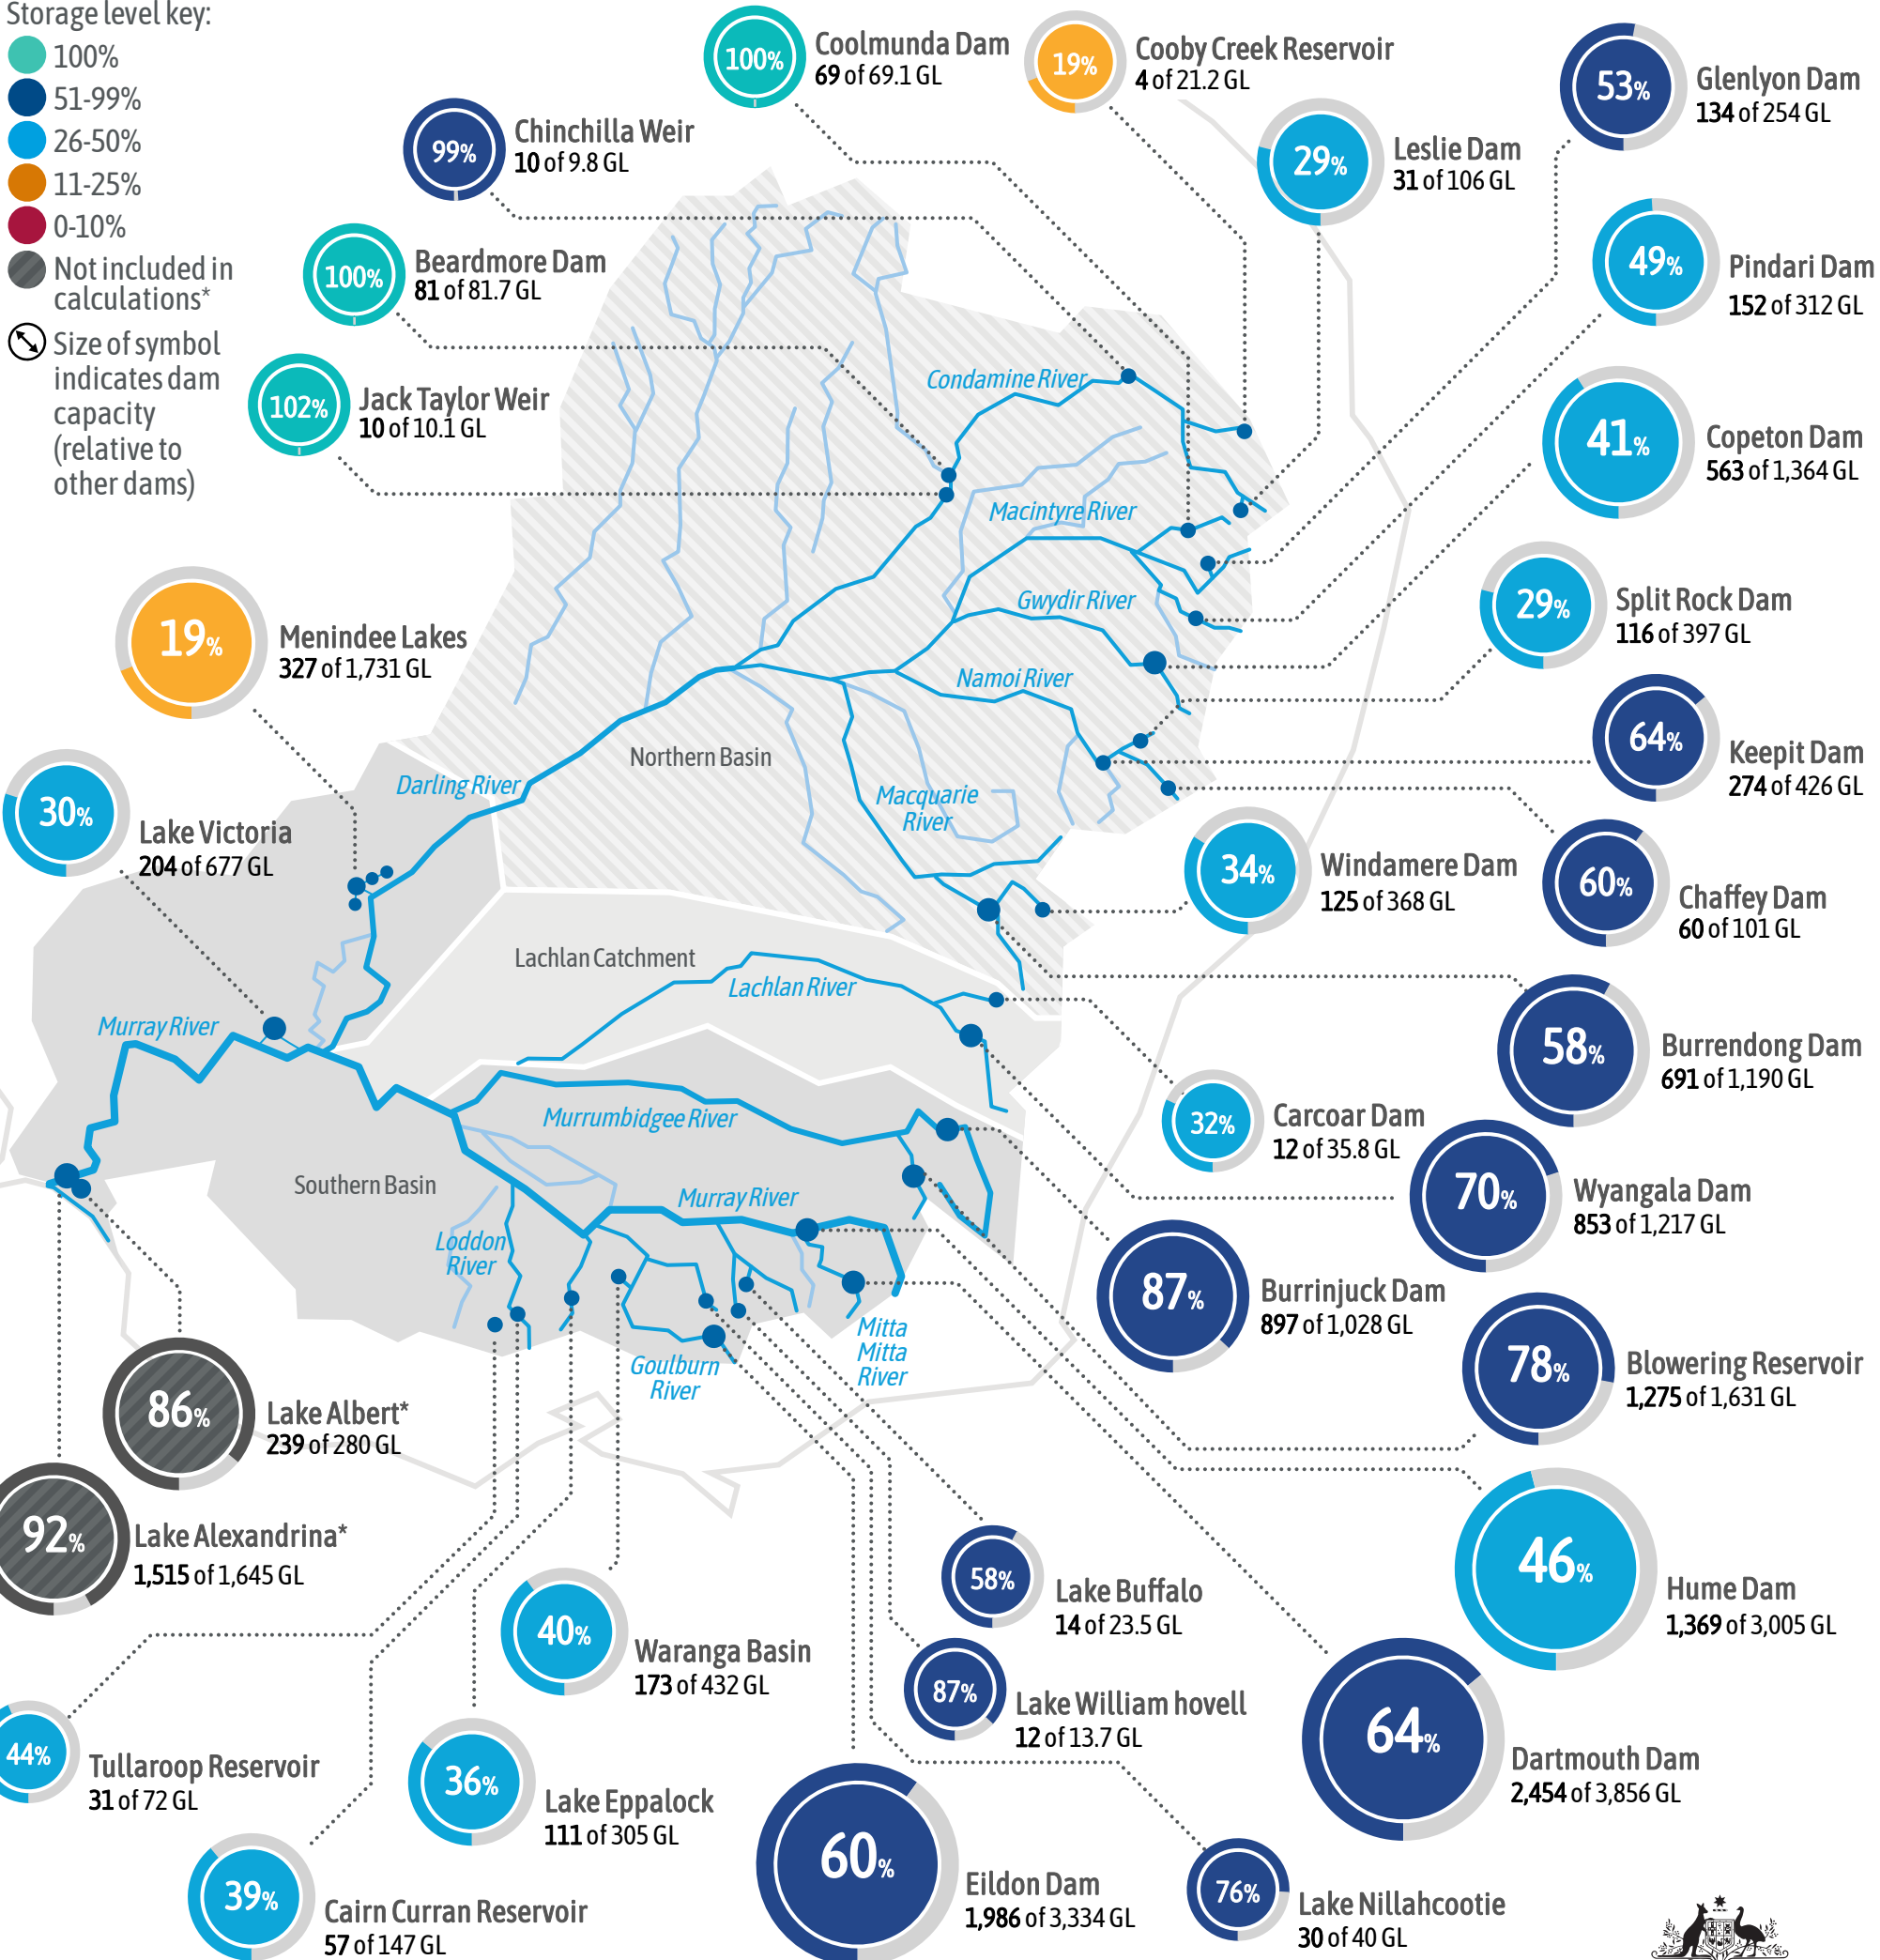 Storage level key:
100%
51-99%
26-50%
11-25%
0-10%
Not included in
calculations*
Size of symbol
indicates dam
capacity
(relative to
other dams)
100%
Coolmunda Dam
69 of 69.1 GL
19%
Cooby Creek Reservoir
4 of 21.2 GL
53%
Glenlyon Dam
134 of 254 GL
99%
Chinchilla Weir
10 of 9.8 GL
29%
Leslie Dam
31 of 106 GL
100%
Beardmore Dam
81 of 81.7 GL
49%
Pindari Dam
152 of 312 GL
102%
Jack Taylor Weir
10 of 10.1 GL
Condamine River
41%
Copeton Dam
563 of 1,364 GL
Macintyre River
19%
Menindee Lakes
327 of 1,731 GL
Gwydir River
29%
Split Rock Dam
116 of 397 GL
Namoi River
64%
Keepit Dam
274 of 426 GL
Northern Basin
Darling River
Macquarie
River
30%
Lake Victoria
204 of 677 GL
34%
Windamere Dam
125 of 368 GL
60%
Chaffey Dam
60 of 101 GL
Lachlan Catchment
Lachlan River
Murray River
58%
Burrendong Dam
691 of 1,190 GL
Murrumbidgee River
32%
Carcoar Dam
12 of 35.8 GL
Southern Basin
Murray River
70%
Wyangala Dam
853 of 1,217 GL
Loddon
River
87%
Burrinjuck Dam
897 of 1,028 GL
Mitta
Mitta
River
Goulburn
River
78%
Blowering Reservoir
1,275 of 1,631 GL
86%
Lake Albert*
239 of 280 GL
92%
Lake Alexandrina*
1,515 of 1,645 GL
46%
Hume Dam
1,369 of 3,005 GL
58%
Lake Buffalo
14 of 23.5 GL
40%
Waranga Basin
173 of 432 GL
87%
Lake William hovell
12 of 13.7 GL
64%
Dartmouth Dam
2,454 of 3,856 GL
44%
Tullaroop Reservoir
31 of 72 GL
36%
Lake Eppalock
111 of 305 GL
60%
Eildon Dam
1,986 of 3,334 GL
76%
Lake Nillahcootie
30 of 40 GL
39%
Cairn Curran Reservoir
57 of 147 GL